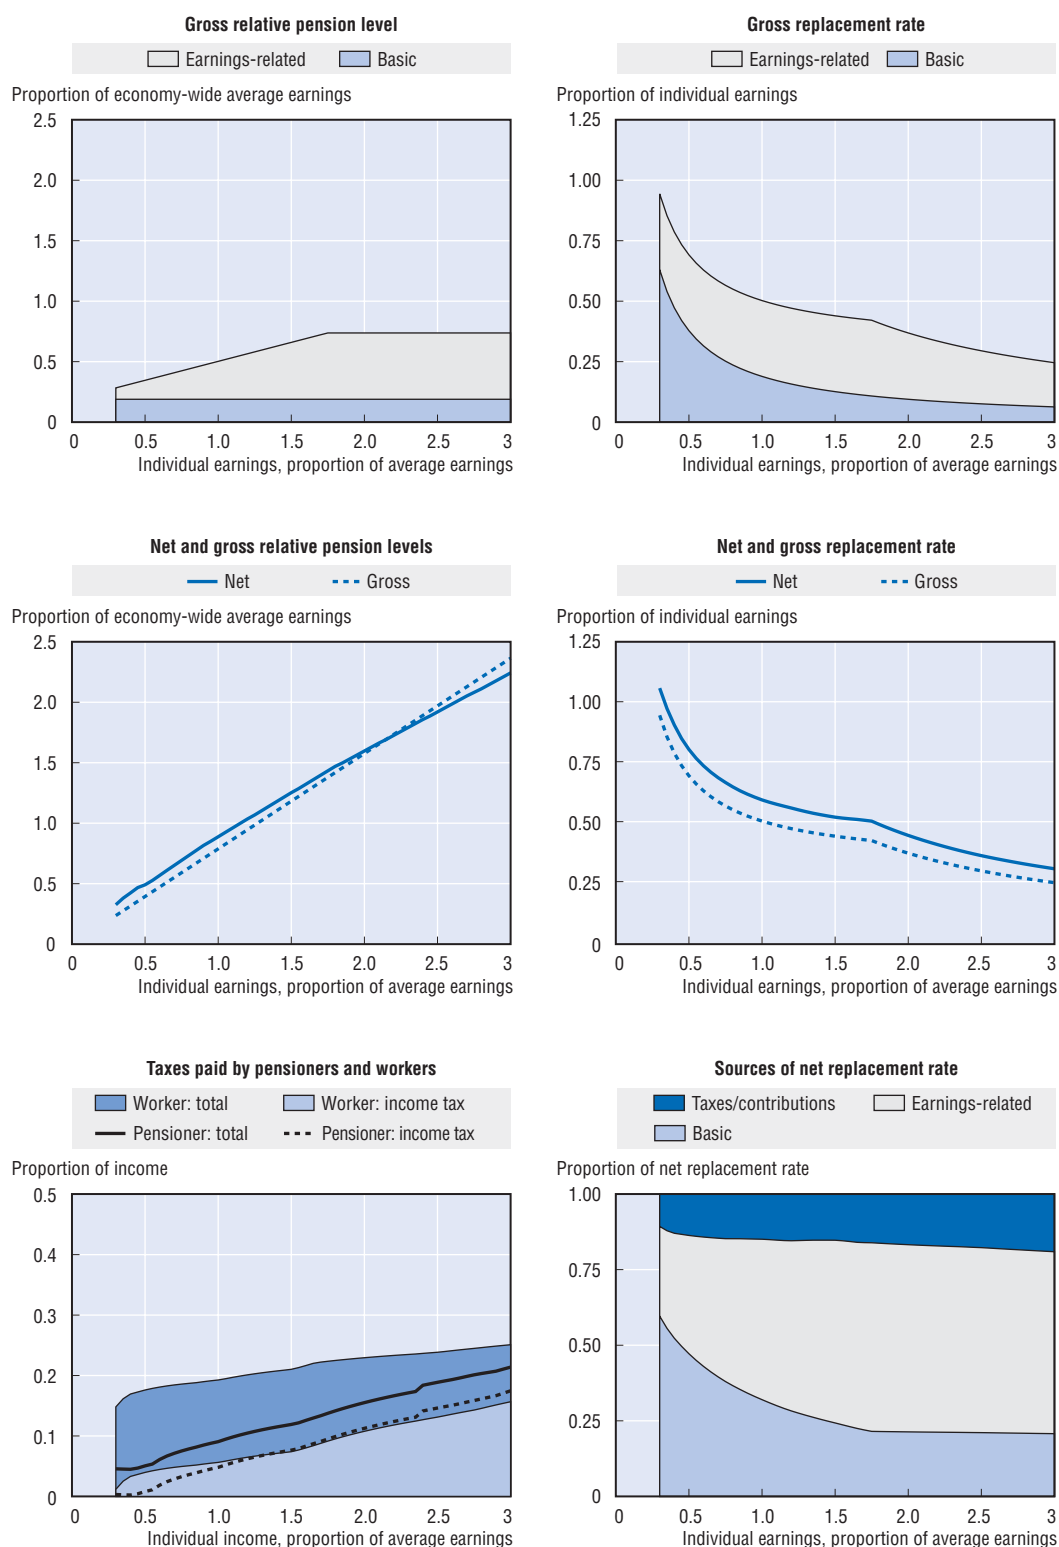 Gross relative pension level
Earnings-related Basic
Proportion of economy-wide average earnings
2.5
2.0
1.5
1.0
0.5
0
0 0.5 1.0 1.5 2.0 2.5 3
Individual earnings, proportion of average earnings
Gross replacement rate
Earnings-related Basic
Proportion of individual earnings
1.25
1.00
0.75
0.50
0.25
0
0 0.5 1.0 1.5 2.0 2.5 3
Individual earnings, proportion of average earnings
Net and gross relative pension levels
Net Gross
Proportion of economy-wide average earnings
2.5
2.0
1.5
1.0
0.5
0
0 0.5 1.0 1.5 2.0 2.5 3
Individual earnings, proportion of average earnings
Net and gross replacement rate
Net Gross
Proportion of individual earnings
1.25
1.00
0.75
0.50
0.25
0
0 0.5 1.0 1.5 2.0 2.5 3
Individual earnings, proportion of average earnings
Taxes paid by pensioners and workers
Worker: total Worker: income tax
Pensioner: total Pensioner: income tax
Proportion of income
0.5
0.4
0.3
0.2
0.1
0
0 0.5 1.0 1.5 2.0 2.5 3
Individual income, proportion of average earnings
Sources of net replacement rate
Taxes/contributions Earnings-related
Basic
Proportion of net replacement rate
1.00
0.75
0.50
0.25
0
0 0.5 1.0 1.5 2.0 2.5 3
Individual earnings, proportion of average earnings